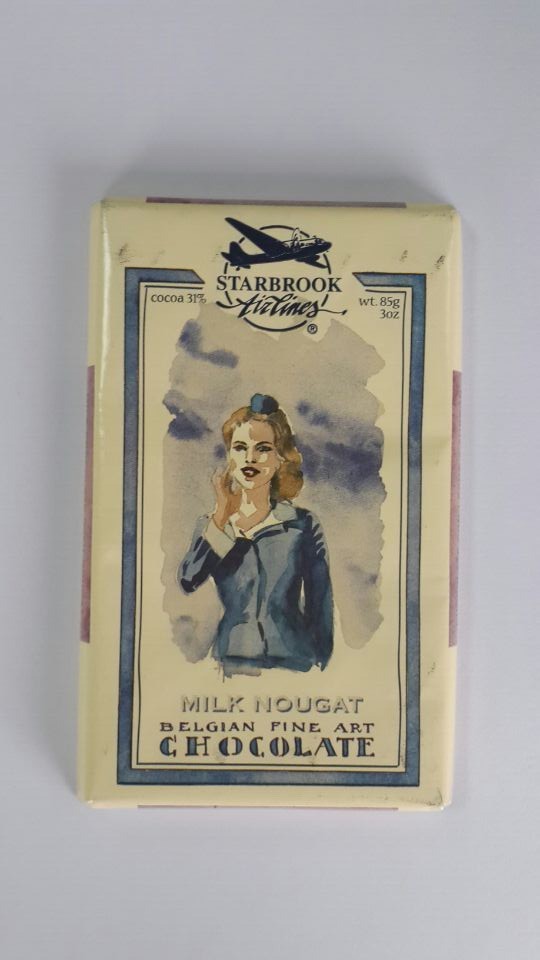 STARBROOK
Airlines
®
cocoa 31%
wt. 85g
3oz
MILK NOUGAT
BELGIAN FINE ART
CHOCOLATE